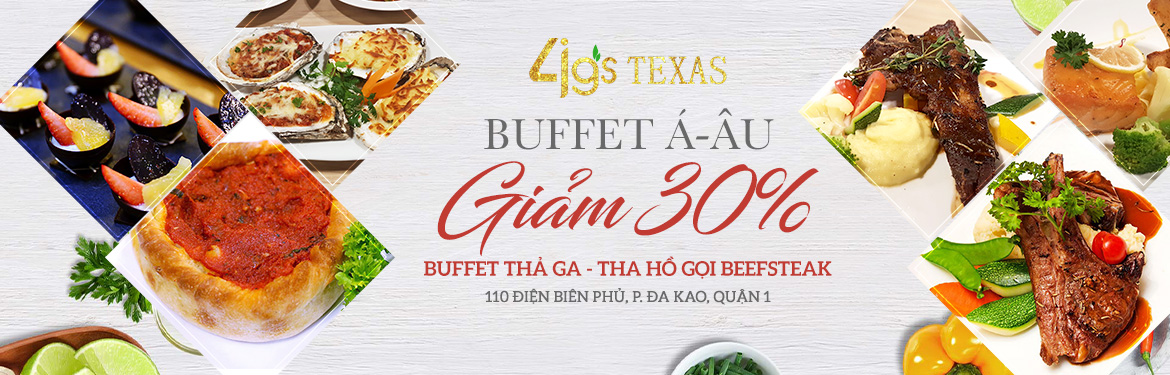 4Jg's TEXAS
BUFFET Á-ÂU
Giảm 30%
BUFFET THẢ GA - THA HỒ GỌI BEEFSTEAK
110 ĐIỆN BIÊN PHỦ, P. ĐA KAO, QUẬN 1